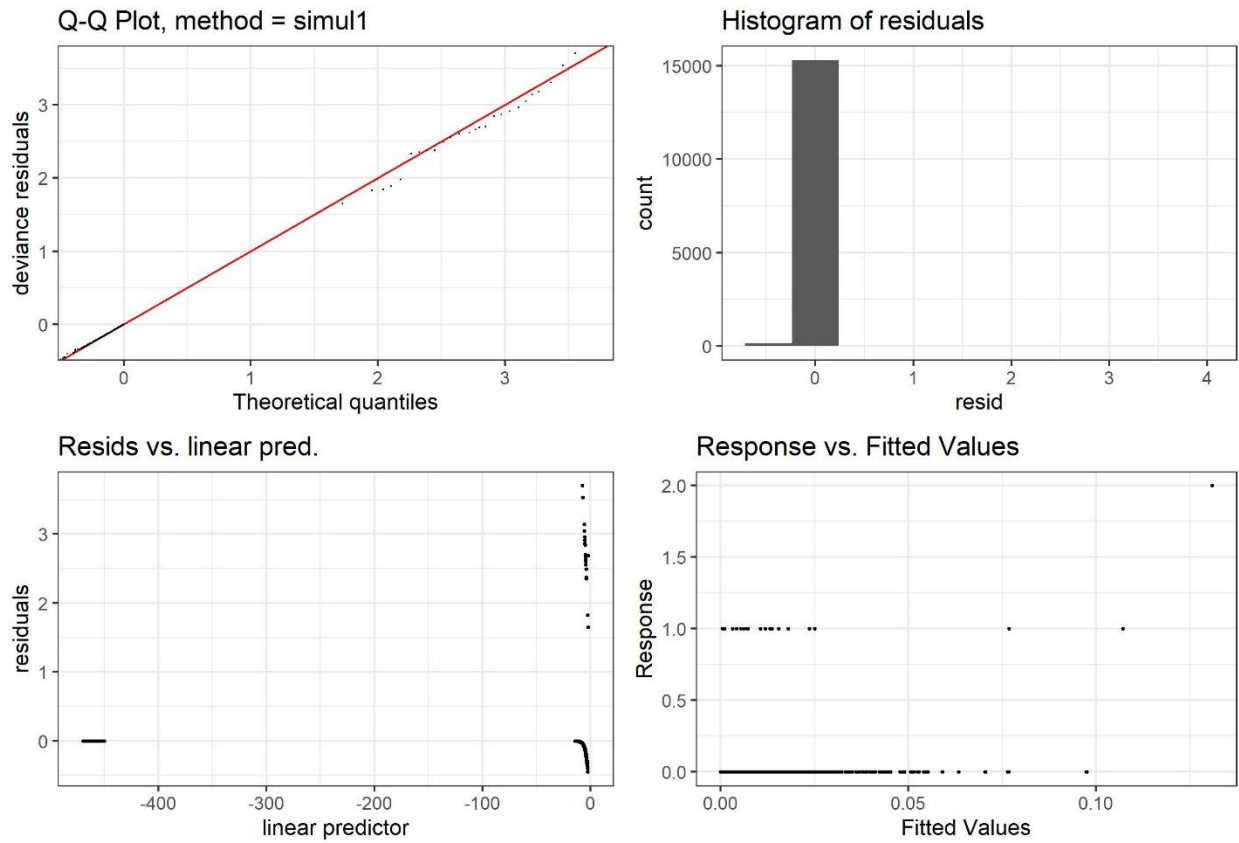 Q-Q Plot, method = simul1
deviance residuals
3
2
1
0
0 1 2 3
Theoretical quantiles
Histogram of residuals
count
15000
10000
5000
0
0 1 2 3 4
resid
Resids vs. linear pred.
residuals
3
2
1
0
-400 -300 -200 -100 0
linear predictor
Response vs. Fitted Values
Response
2.0
1.5
1.0
0.5
0.0
0.00 0.05 0.10
Fitted Values